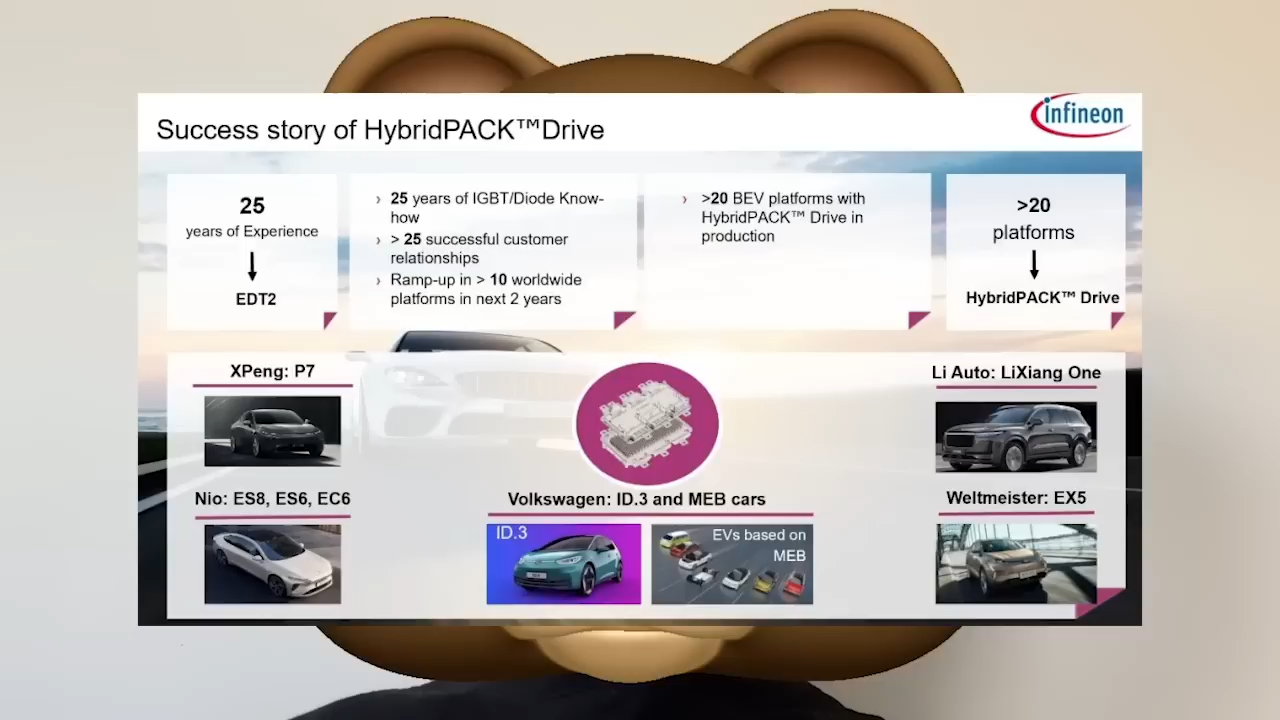 Success story of HybridPACK™Drive
infineon
25
years of Experience
EDT2
› 25 years of IGBT/Diode Know-
how
› > 25 successful customer
relationships
› Ramp-up in > 10 worldwide
platforms in next 2 years
› >20 BEV platforms with
HybridPACK™ Drive in
production
>20
platforms
HybridPACK™ Drive
XPeng: P7
Li Auto: LiXiang One
Nio: ES8, ES6, EC6
Volkswagen: ID.3 and MEB cars
Weltmeister: EX5
ID.3
EVs based on
MEB